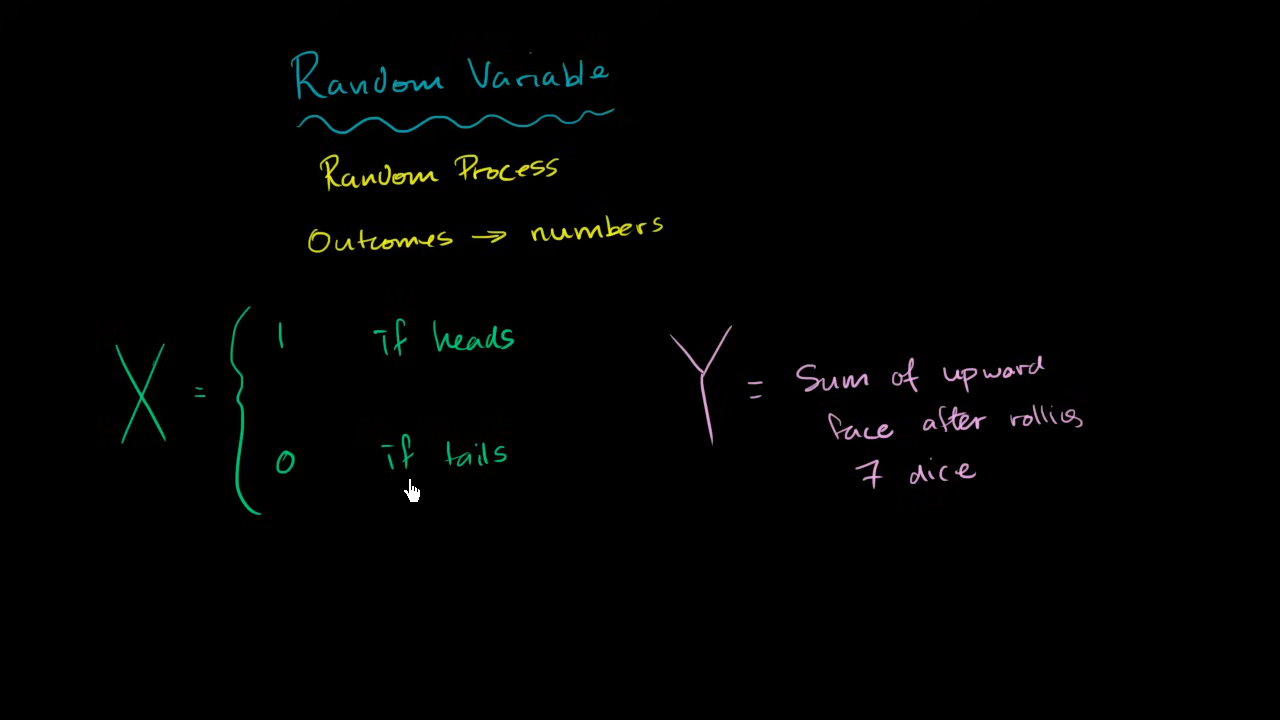 Random Variable
Random Process
Outcomes → numbers
X = { 1 if heads
0 if tails
Y = Sum of upward
face after rolling
7 dice